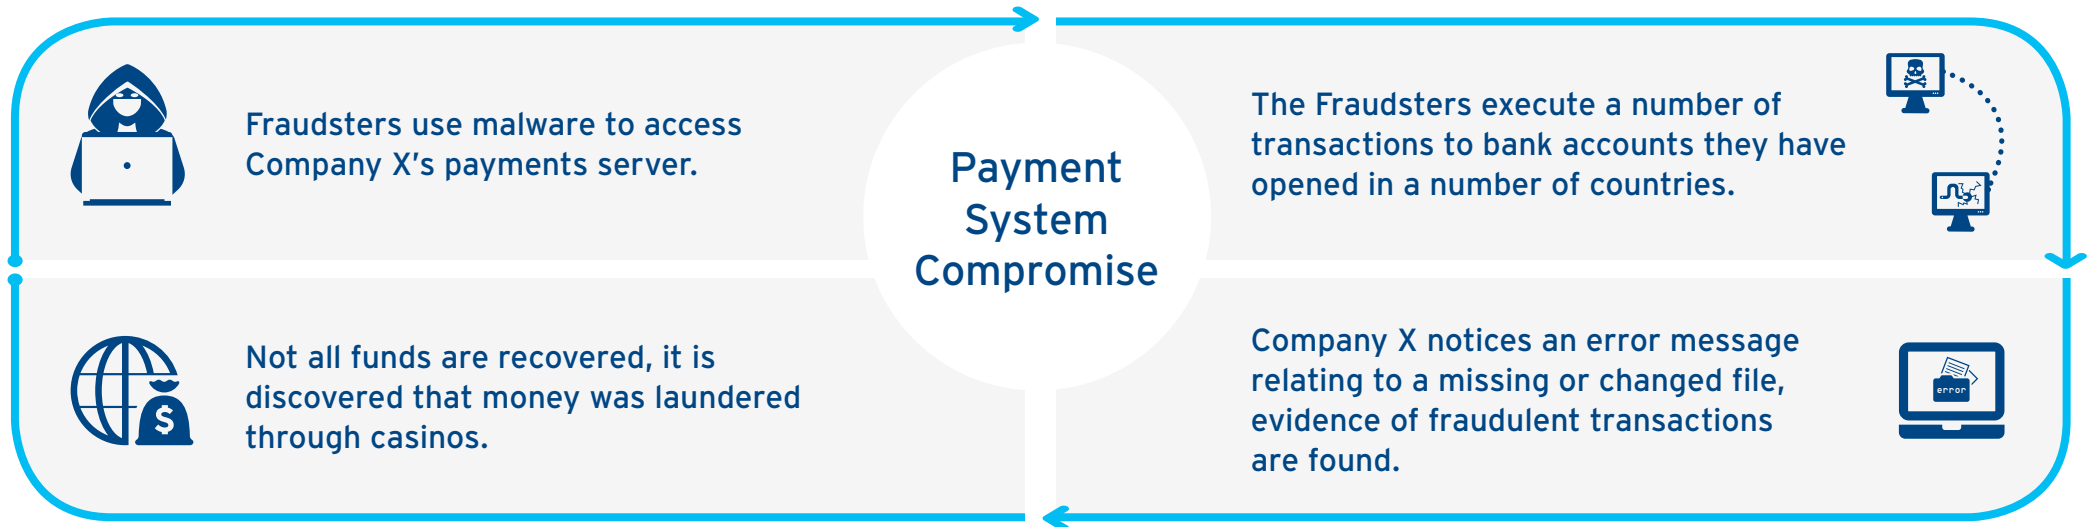 Fraudsters use malware to access
Company X’s payments server.
Payment
System
Compromise
The Fraudsters execute a number of
transactions to bank accounts they have
opened in a number of countries.
Company X notices an error message
relating to a missing or changed file,
evidence of fraudulent transactions
are found.
error
Not all funds are recovered, it is
discovered that money was laundered
through casinos.
$